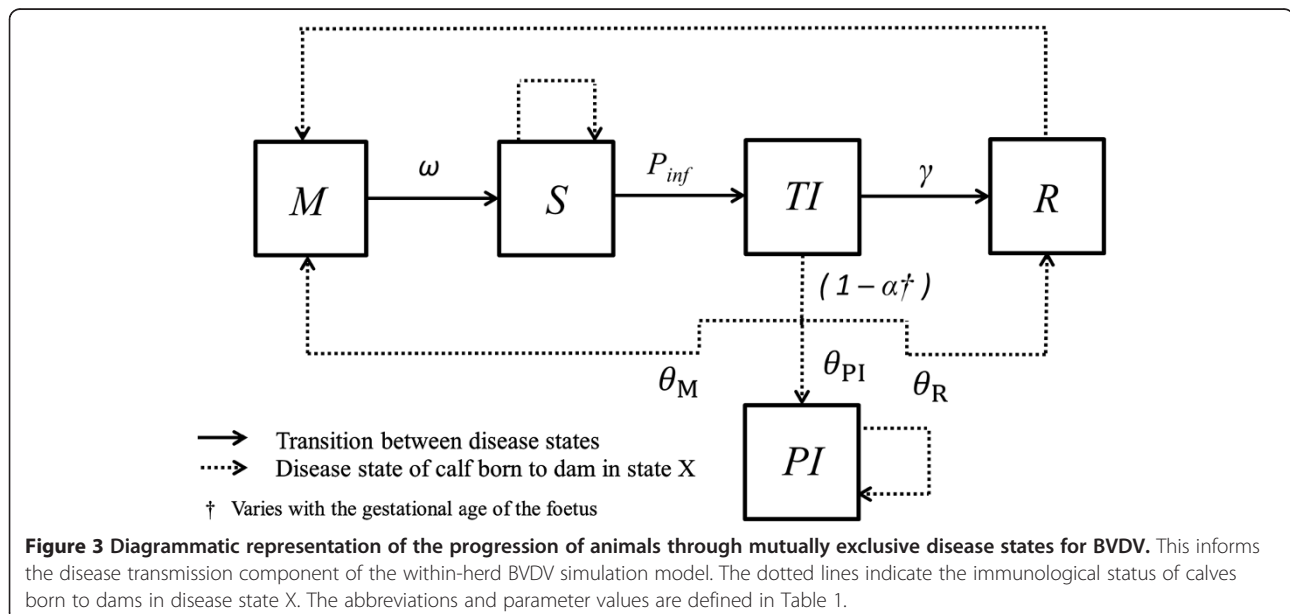 ω
P_inf
γ
M
S
TI
R
( 1 – α† )
θ_M
θ_PI
θ_R
PI
Transition between disease states
Disease state of calf born to dam in state X
† Varies with the gestational age of the foetus
Figure 3 Diagrammatic representation of the progression of animals through mutually exclusive disease states for BVDV. This informs
the disease transmission component of the within-herd BVDV simulation model. The dotted lines indicate the immunological status of calves
born to dams in disease state X. The abbreviations and parameter values are defined in Table 1.